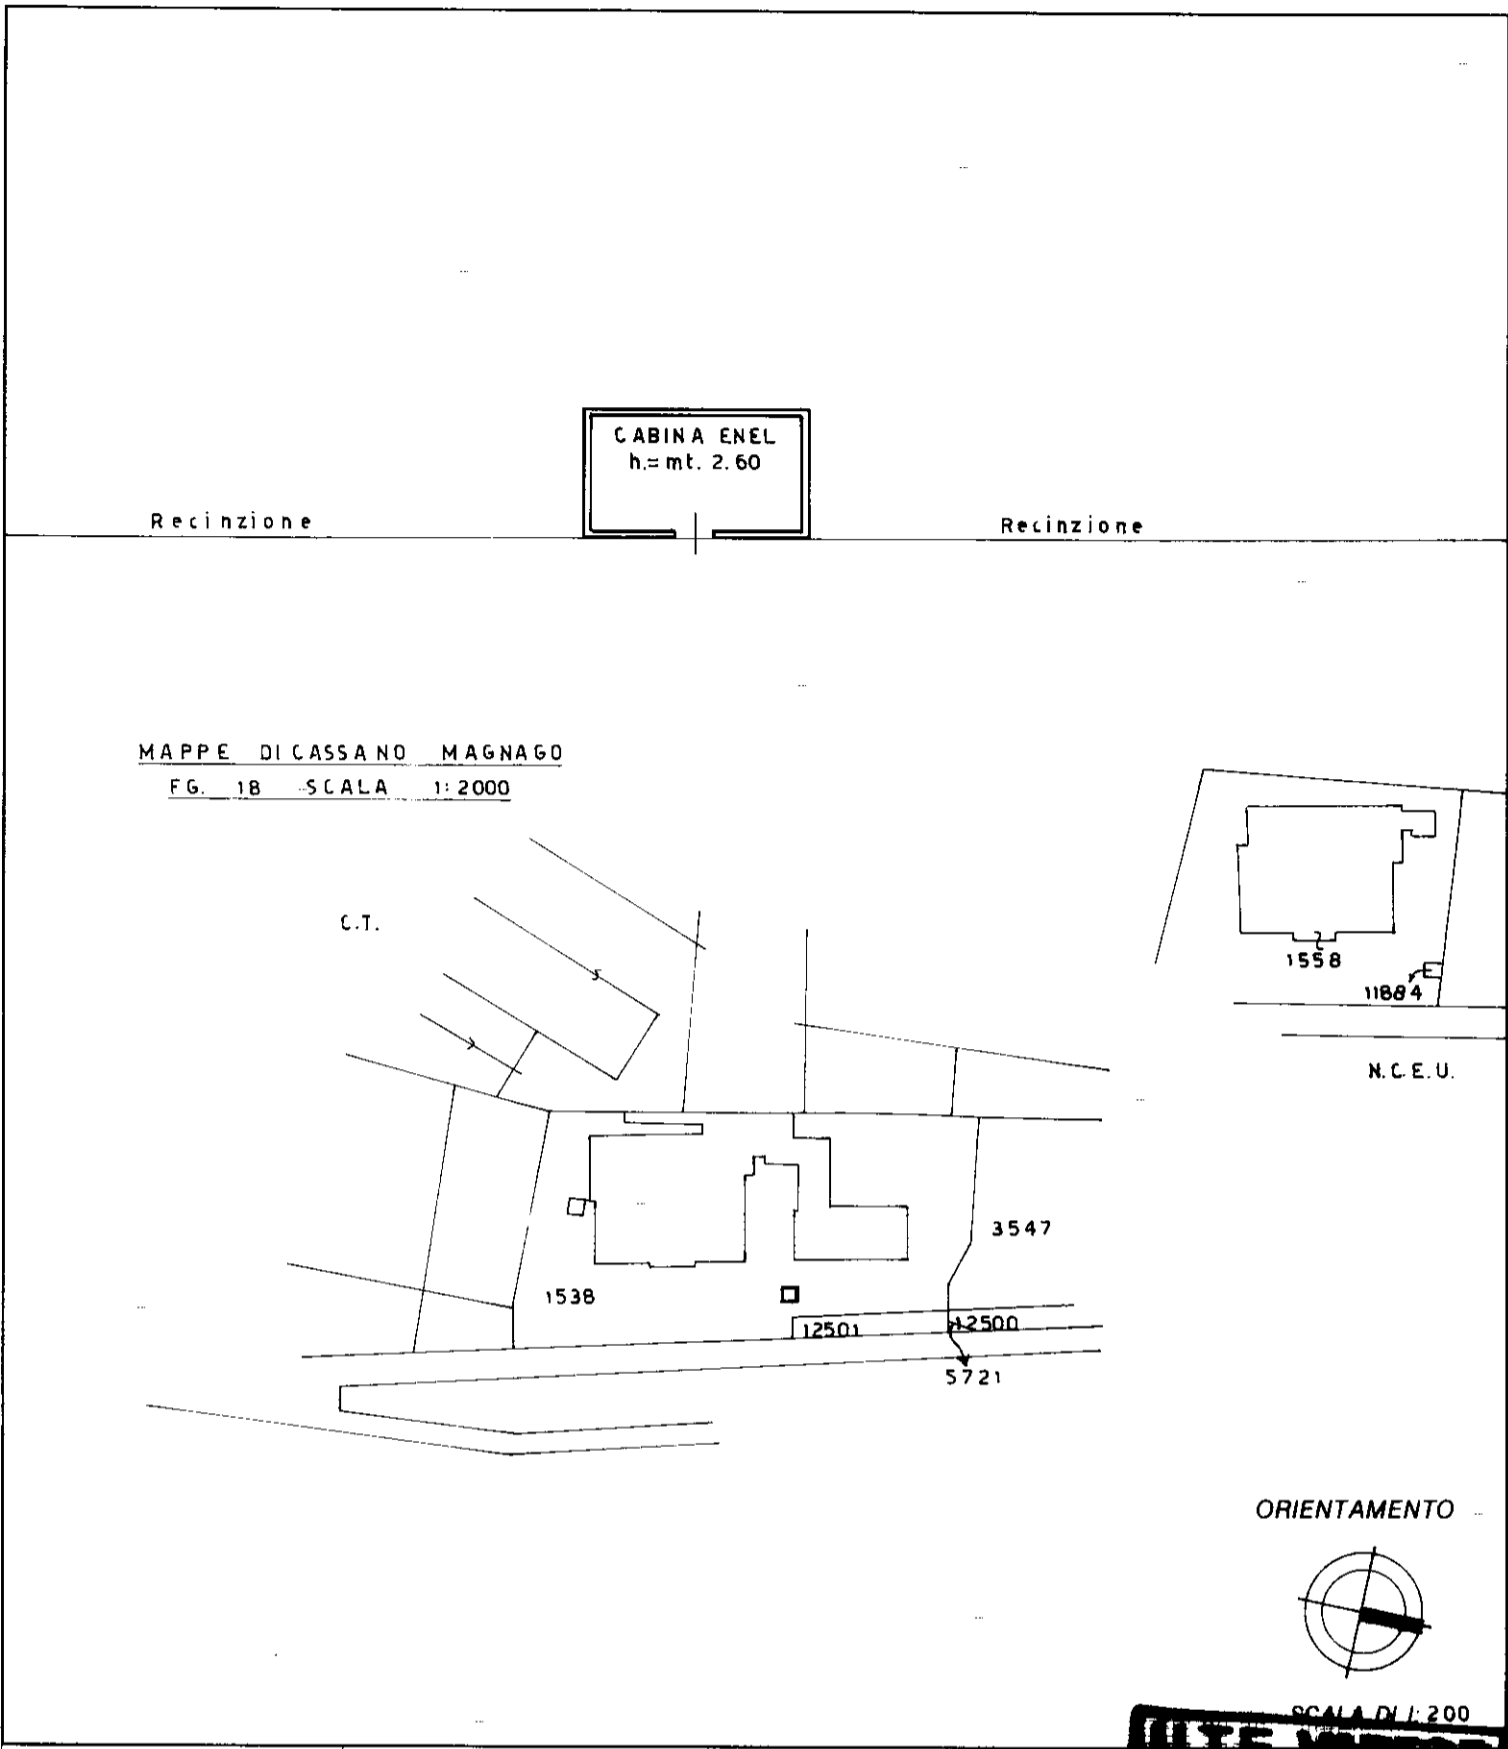 CABINA ENEL
h.= mt. 2.60
Recinzione
Recinzione
MAPPE DI CASSANO MAGNAGO
FG. 18 SCALA 1:2000
C.T.
1558
11884
N.C.E.U.
3547
1538
12501
12500
5721
ORIENTAMENTO
SCALA DI 1:200